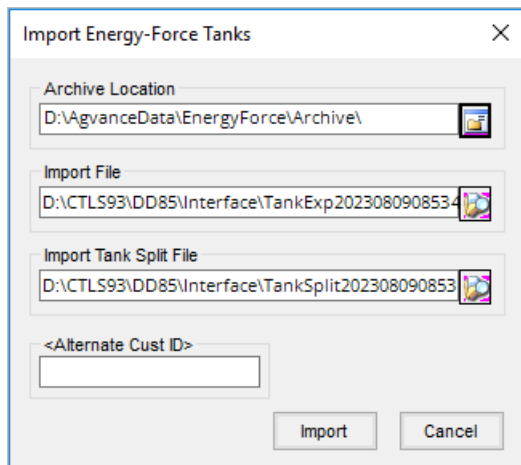 Import Energy-Force Tanks
Archive Location
D:\AgvanceData\EnergyForce\Archive\
Import File
D:\CTLS93\DD85\Interface\TankExp2023080908534
Import Tank Split File
D:\CTLS93\DD85\Interface\TankSplit202308090853
<Alternate Cust ID>
Import Cancel